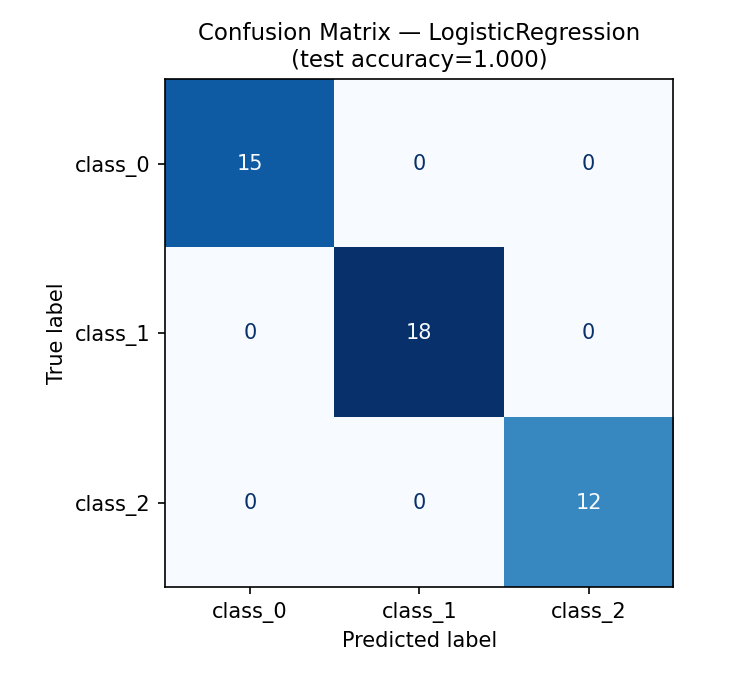 Confusion Matrix — LogisticRegression
(test accuracy=1.000)
True label
class_0
15 0 0
class_1
0 18 0
class_2
0 0 12
class_0 class_1 class_2
Predicted label